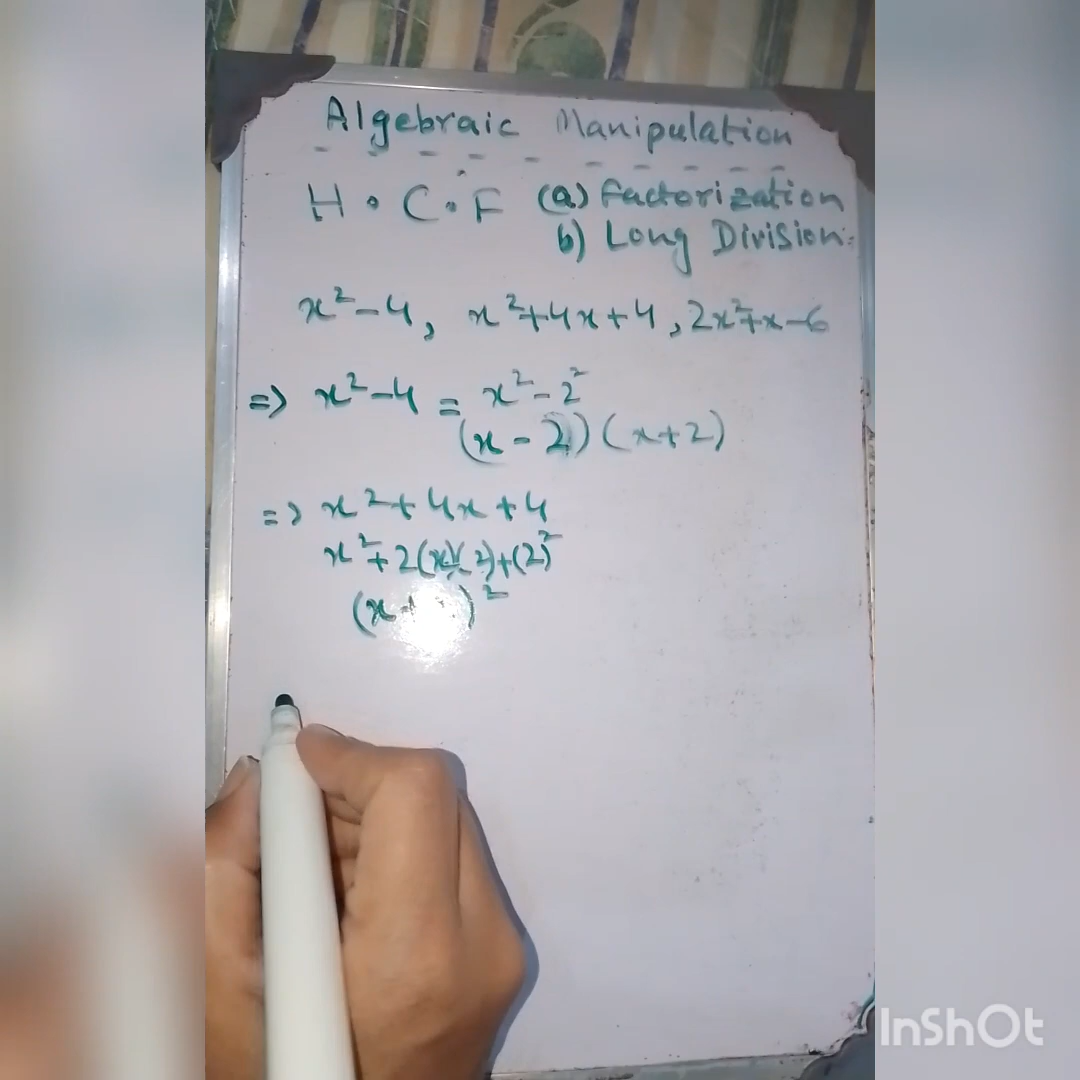 Algebraic Manipulation
H.C.F (a) Factorization
b) Long Division.
x²-4, x²+4x+4, 2x²+x-6
=> x²-4 = x²-2²
(x-2)(x+2)
=> x²+4x+4
x²+2(x)(2)+(2)²
(x+ )²
InShOt